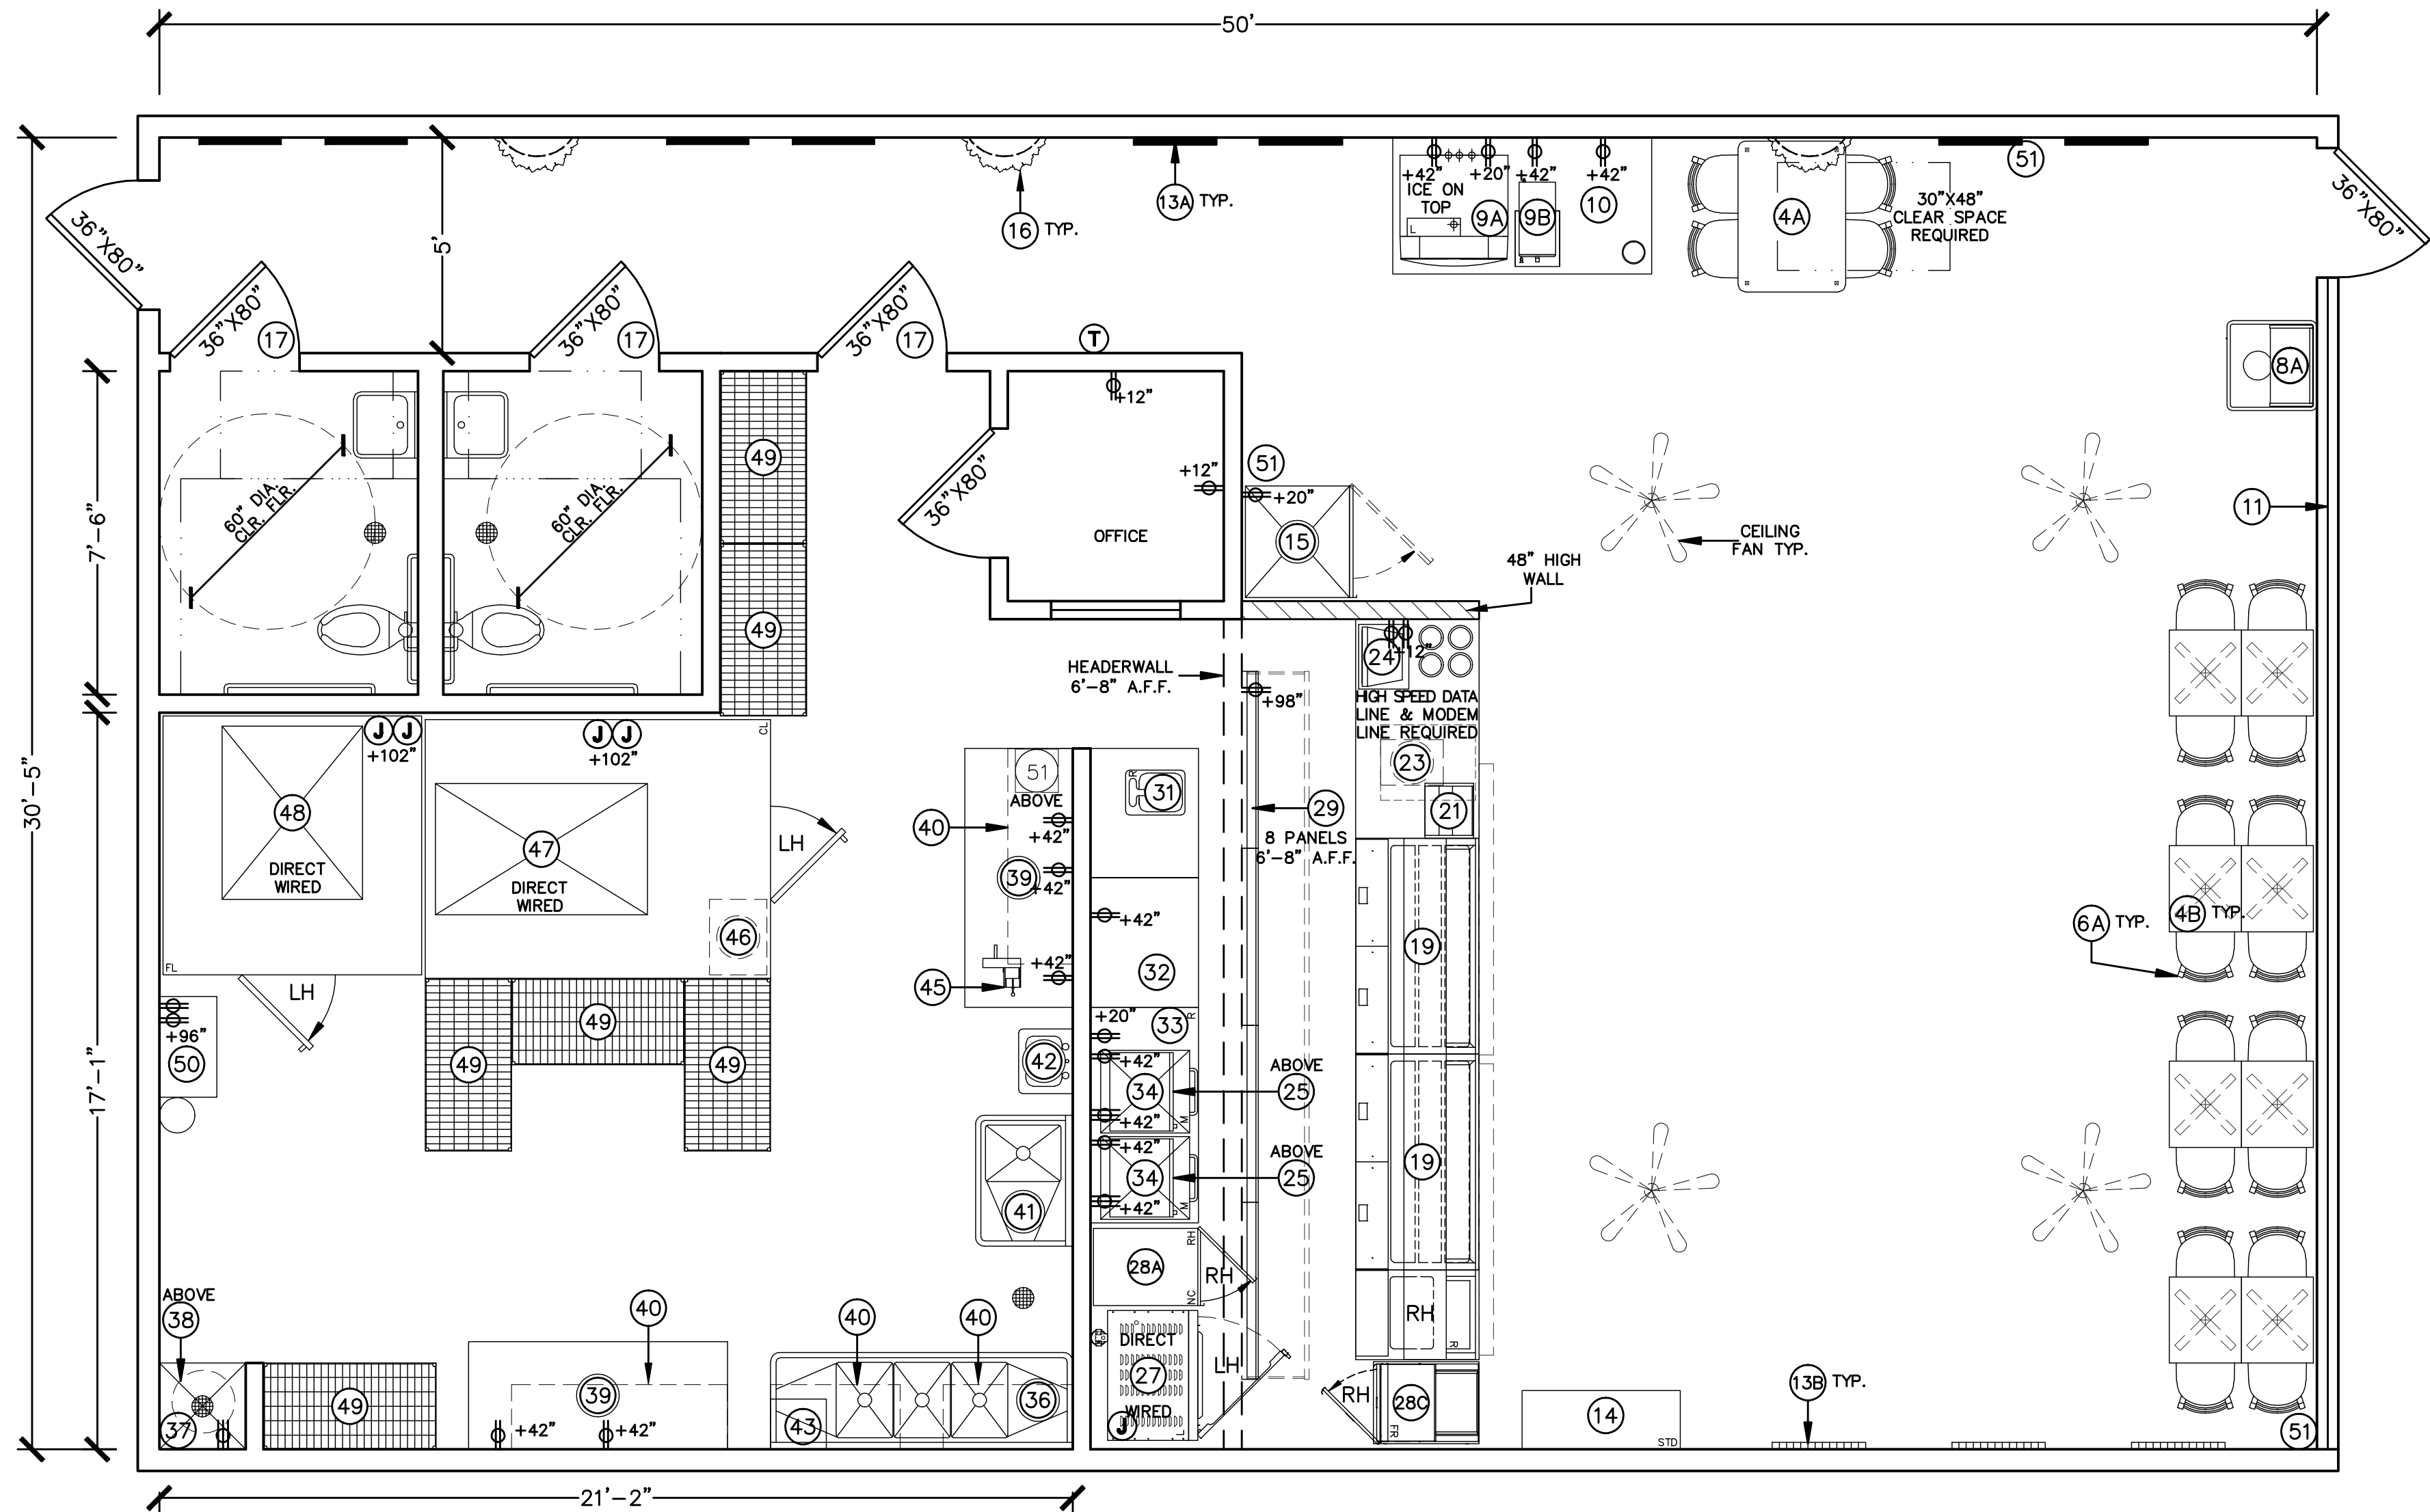 50'
36"X80"
5'
16 TYP.
13A TYP.
+42"
+20"
+42"
+42"
ICE ON
TOP
L
9A
9B
10
4A
51
30"X48"
CLEAR SPACE
REQUIRED
36"X80"
36"X80"
17
36"X80"
17
36"X80"
17
T
8A
30'-5"
7'-6"
60" DIA.
CLR. FLR.
60" DIA.
CLR. FLR.
49
49
36"X80"
+12"
+12"
OFFICE
51
+20"
15
48" HIGH
WALL
CEILING
FAN TYP.
11
HEADERWALL
6'-8" A.F.F.
+98"
24
+12"
HIGH SPEED DATA
LINE & MODEM
LINE REQUIRED
23
21
J J
+102"
J J
+102"
CL
48
DIRECT
WIRED
FL
LH
47
DIRECT
WIRED
46
LH
51
ABOVE
+42"
40
39
+42"
45
+42"
R
31
29
8 PANELS
6'-8" A.F.F.
+42"
32
19
6A TYP.
4B TYP.
17'-1"
+96"
50
49
49
49
42
41
+20"
33
R
+42"
34
M
+42"
ABOVE
25
+42"
34
M
+42"
ABOVE
25
19
28A
RH
NC
RH
RH
R
ABOVE
38
37
49
40
39
+42"
+42"
40
40
43
36
DIRECT
27
WIRED
J
L
LH
RH
28C
FR
14
STD
13B TYP.
51
21'-2"